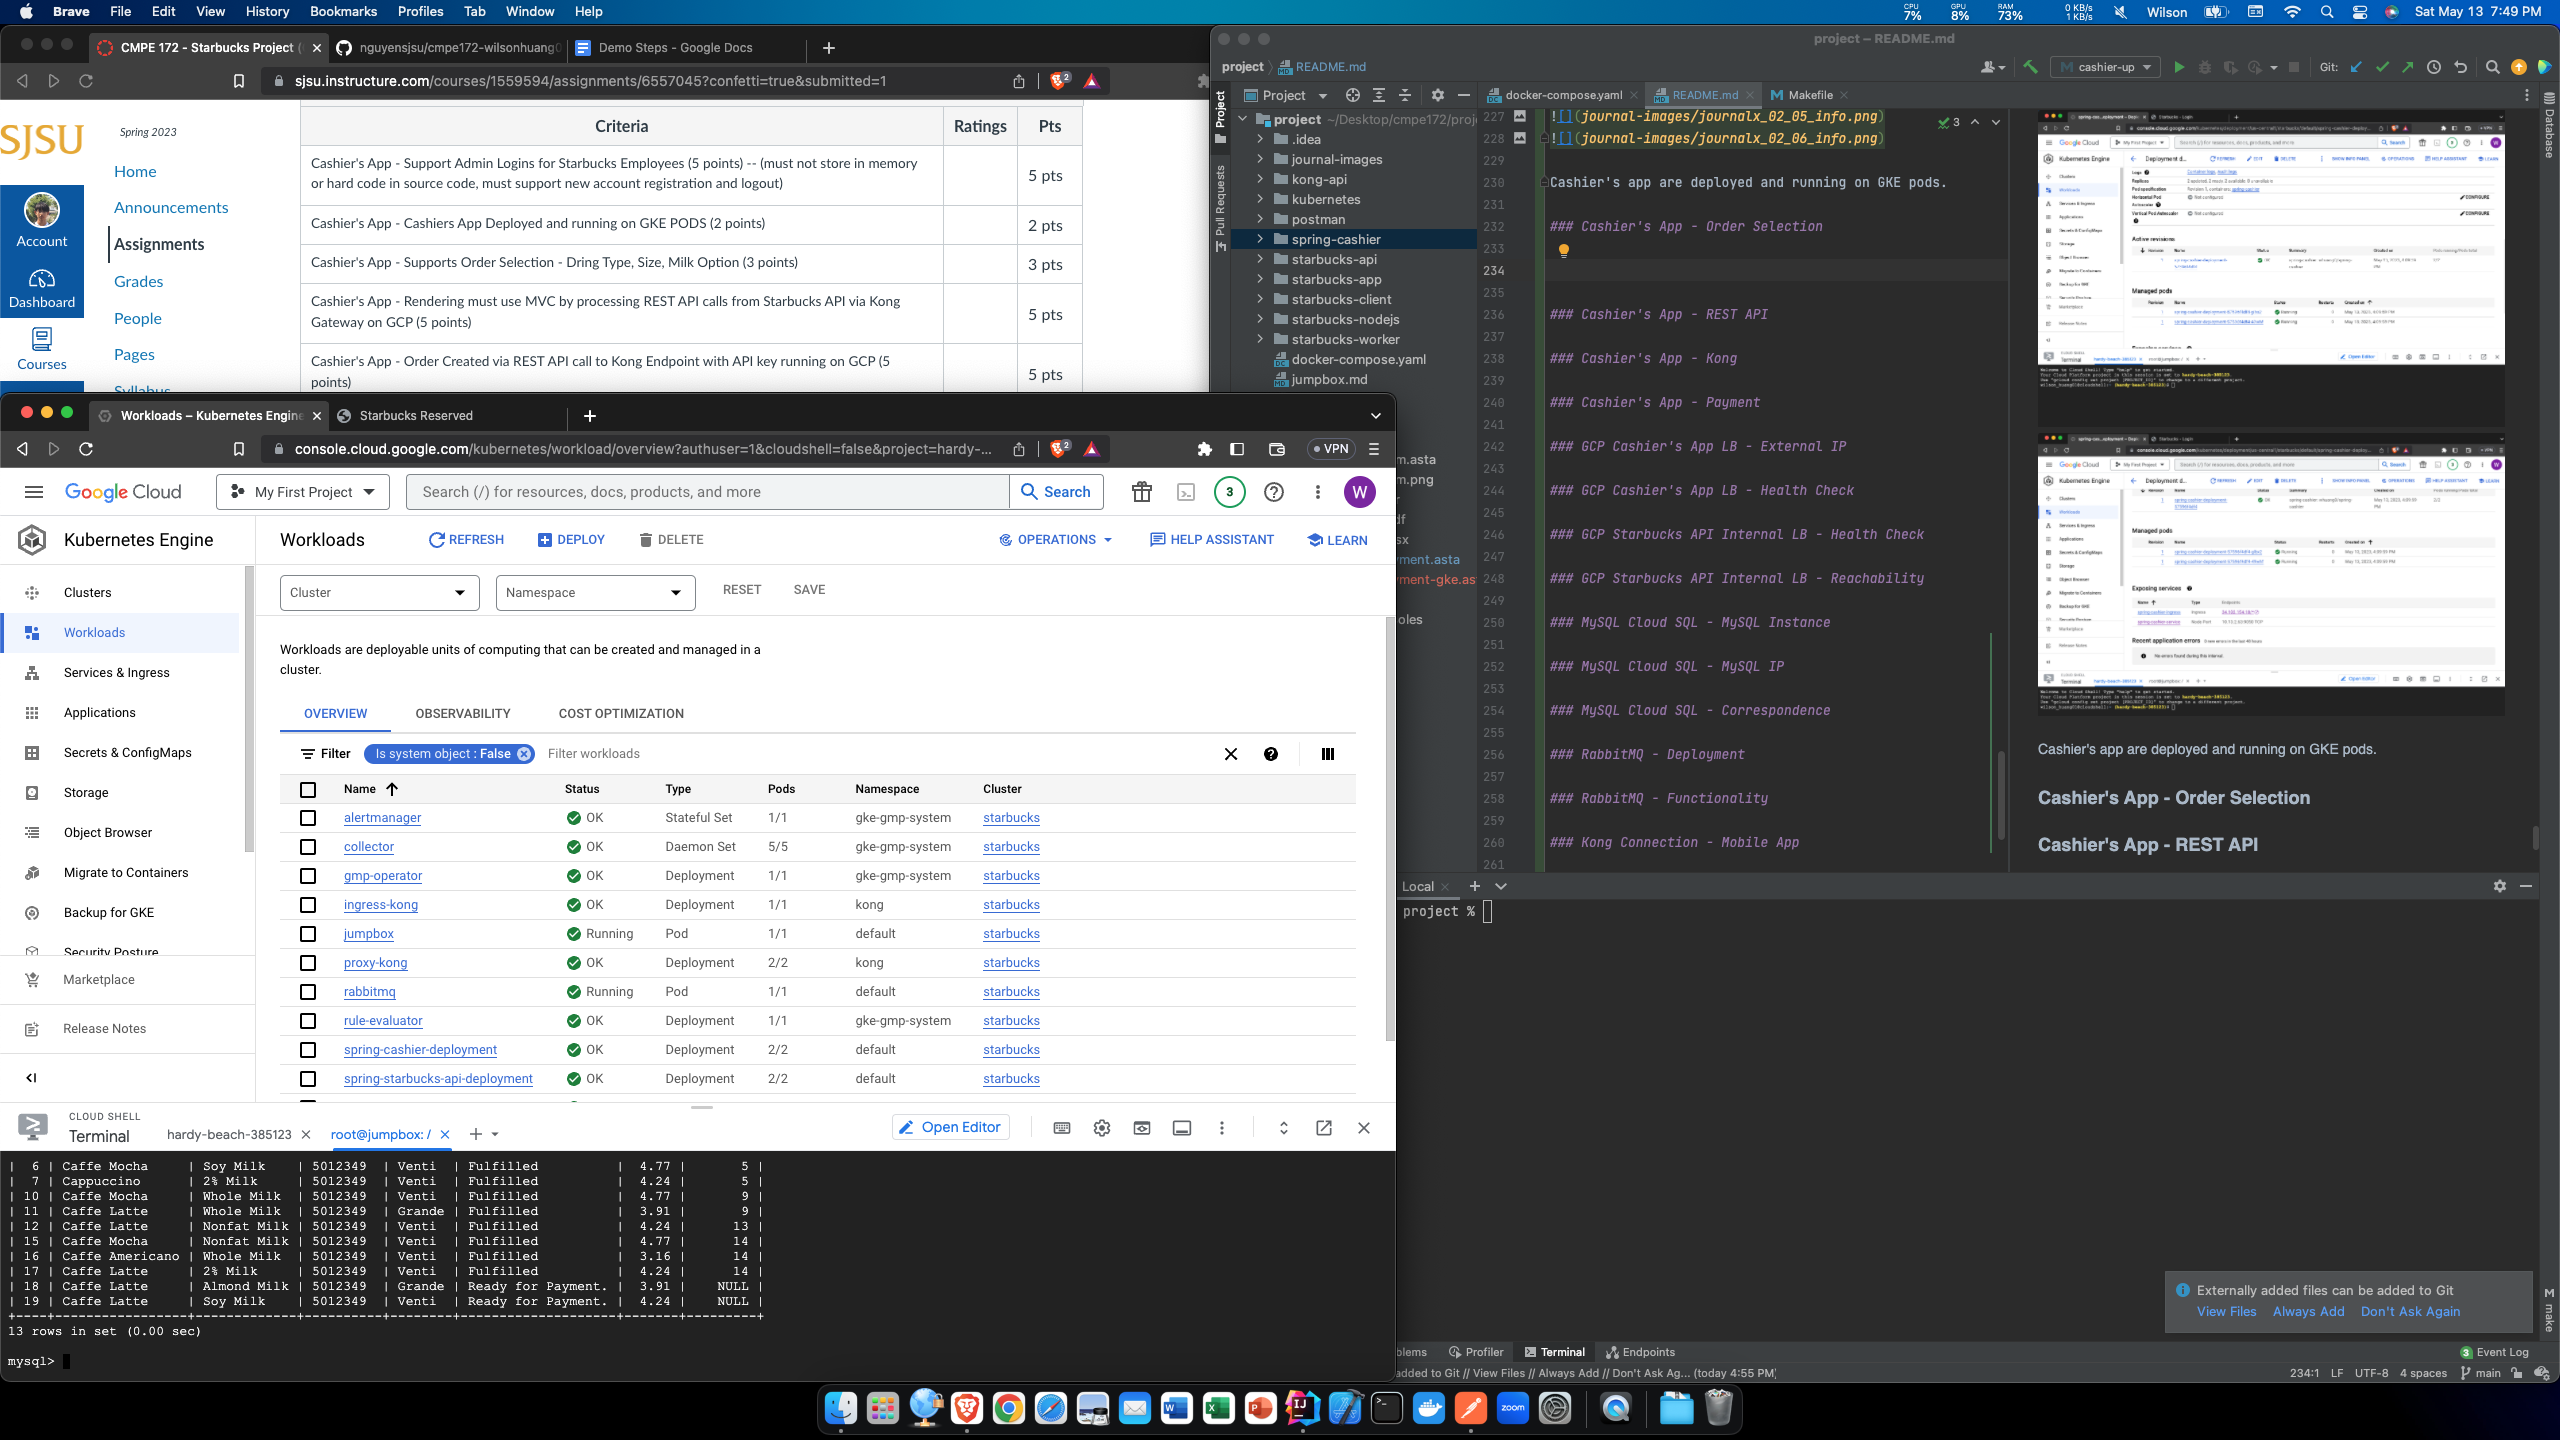 Brave File Edit View History Bookmarks Profiles Tab Window Help
CPU 7% GPU 8% RAM 73% 0 KB/s 1 KB/s Wilson Sat May 13 7:49 PM
CMPE 172 - Starbucks Project ( nguyensjsu/cmpe172-wilsonhuang0 Demo Steps - Google Docs
sjsu.instructure.com/courses/1559594/assignments/6557045?confetti=true&submitted=1
SJSU
Account
Dashboard
Courses
Spring 2023
Home
Announcements
Assignments
Grades
People
Pages
Syllabus
Criteria Ratings Pts
Cashier's App - Support Admin Logins for Starbucks Employees (5 points) -- (must not store in memory
or hard code in source code, must support new account registration and logout)
5 pts
Cashier's App - Cashiers App Deployed and running on GKE PODS (2 points)
2 pts
Cashier's App - Supports Order Selection - Dring Type, Size, Milk Option (3 points)
3 pts
Cashier's App - Rendering must use MVC by processing REST API calls from Starbucks API via Kong
Gateway on GCP (5 points)
5 pts
Cashier's App - Order Created via REST API call to Kong Endpoint with API key running on GCP (5
points)
5 pts
project – README.md
project README.md
cashier-up Git:
Project
docker-compose.yaml README.md Makefile
Project
Pull Requests
Database
make
project ~/Desktop/cmpe172/proj
.idea
journal-images
kong-api
kubernetes
postman
spring-cashier
starbucks-api
starbucks-app
starbucks-client
starbucks-nodejs
starbucks-worker
docker-compose.yaml
jumpbox.md
m.asta
m.png
df
sx
yment.asta
yment-gke.as
oles
3
227 ![](journal-images/journalx_02_05_info.png)
228 ![](journal-images/journalx_02_06_info.png)
229
230 Cashier's app are deployed and running on GKE pods.
231
232 ### Cashier's App - Order Selection
233
234
235
236 ### Cashier's App - REST API
237
238 ### Cashier's App - Kong
239
240 ### Cashier's App - Payment
241
242 ### GCP Cashier's App LB - External IP
243
244 ### GCP Cashier's App LB - Health Check
245
246 ### GCP Starbucks API Internal LB - Health Check
247
248 ### GCP Starbucks API Internal LB - Reachability
249
250 ### MySQL Cloud SQL - MySQL Instance
251
252 ### MySQL Cloud SQL - MySQL IP
253
254 ### MySQL Cloud SQL - Correspondence
255
256 ### RabbitMQ - Deployment
257
258 ### RabbitMQ - Functionality
259
260 ### Kong Connection - Mobile App
261
Cashier's app are deployed and running on GKE pods.
Cashier's App - Order Selection
Cashier's App - REST API
Local
project %
Externally added files can be added to Git
View Files Always Add Don't Ask Again
blems Profiler Terminal Endpoints
3 Event Log
added to Git // View Files // Always Add // Don't Ask Ag... (today 4:55 PM)
234:1 LF UTF-8 4 spaces main
Workloads – Kubernetes Engine Starbucks Reserved
console.cloud.google.com/kubernetes/workload/overview?authuser=1&cloudshell=false&project=hardy-...
VPN
Google Cloud My First Project Search (/) for resources, docs, products, and more Search 3 W
Kubernetes Engine
Clusters
Workloads
Services & Ingress
Applications
Secrets & ConfigMaps
Storage
Object Browser
Migrate to Containers
Backup for GKE
Security Posture
Marketplace
Release Notes
Workloads REFRESH DEPLOY DELETE OPERATIONS HELP ASSISTANT LEARN
Cluster Namespace RESET SAVE
Workloads are deployable units of computing that can be created and managed in a
cluster.
OVERVIEW OBSERVABILITY COST OPTIMIZATION
Filter Is system object : False Filter workloads
Name Status Type Pods Namespace Cluster
alertmanager OK Stateful Set 1/1 gke-gmp-system starbucks
collector OK Daemon Set 5/5 gke-gmp-system starbucks
gmp-operator OK Deployment 1/1 gke-gmp-system starbucks
ingress-kong OK Deployment 1/1 kong starbucks
jumpbox Running Pod 1/1 default starbucks
proxy-kong OK Deployment 2/2 kong starbucks
rabbitmq Running Pod 1/1 default starbucks
rule-evaluator OK Deployment 1/1 gke-gmp-system starbucks
spring-cashier-deployment OK Deployment 2/2 default starbucks
spring-starbucks-api-deployment OK Deployment 2/2 default starbucks
CLOUD SHELL
Terminal hardy-beach-385123 root@jumpbox: / Open Editor
| 6 | Caffe Mocha | Soy Milk | 5012349 | Venti | Fulfilled | 4.77 | 5 |
| 7 | Cappuccino | 2% Milk | 5012349 | Venti | Fulfilled | 4.24 | 5 |
| 10 | Caffe Mocha | Whole Milk | 5012349 | Venti | Fulfilled | 4.77 | 9 |
| 11 | Caffe Latte | Whole Milk | 5012349 | Grande | Fulfilled | 3.91 | 9 |
| 12 | Caffe Latte | Nonfat Milk | 5012349 | Venti | Fulfilled | 4.24 | 13 |
| 15 | Caffe Mocha | Nonfat Milk | 5012349 | Venti | Fulfilled | 4.77 | 14 |
| 16 | Caffe Americano | Whole Milk | 5012349 | Venti | Fulfilled | 3.16 | 14 |
| 17 | Caffe Latte | 2% Milk | 5012349 | Venti | Fulfilled | 4.24 | 14 |
| 18 | Caffe Latte | Almond Milk | 5012349 | Grande | Ready for Payment. | 3.91 | NULL |
| 19 | Caffe Latte | Soy Milk | 5012349 | Venti | Ready for Payment. | 4.24 | NULL |
13 rows in set (0.00 sec)
mysql>